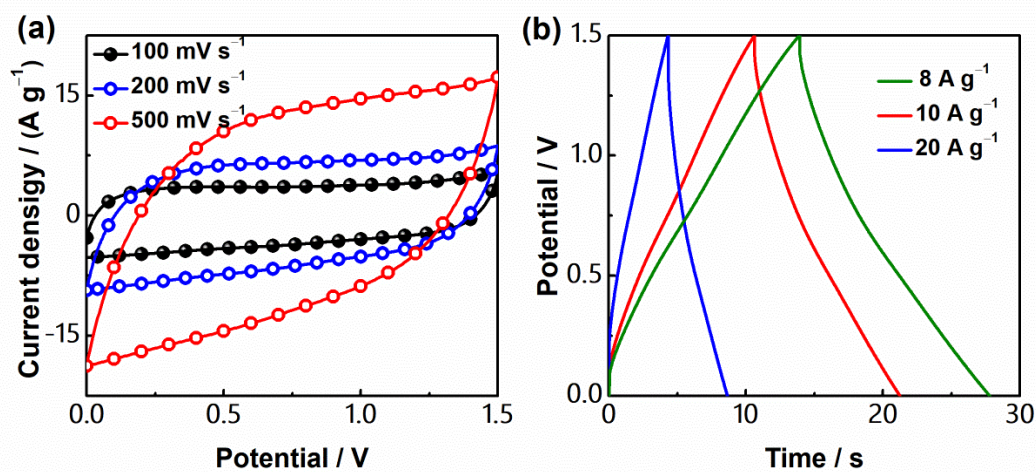 (a)
100 mV s⁻¹
200 mV s⁻¹
500 mV s⁻¹
15
0
−15
Current densigy / (A g⁻¹)
0.0 0.5 1.0 1.5
Potential / V
(b)
8 A g⁻¹
10 A g⁻¹
20 A g⁻¹
1.5
1.0
0.5
0.0
Potential / V
0 10 20 30
Time / s